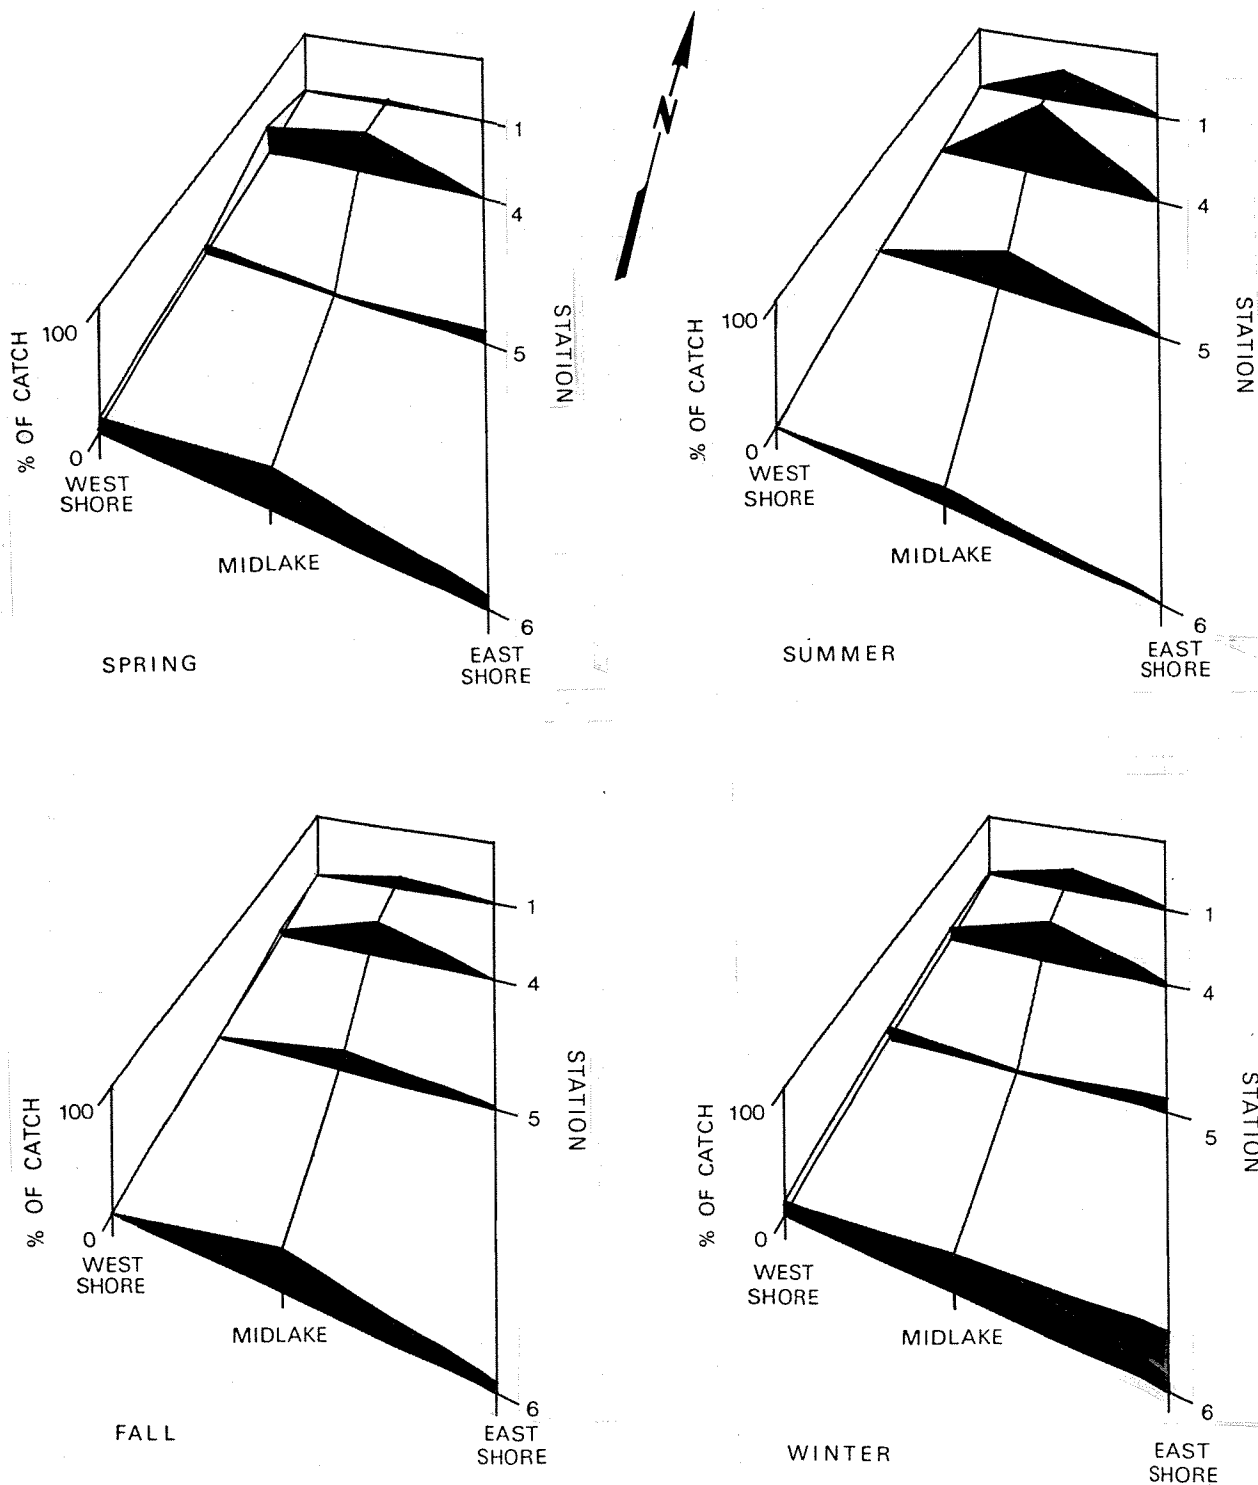 N
1
4
5
6
STATION
100
% OF CATCH
0
WEST
SHORE
MIDLAKE
EAST
SHORE
SPRING
1
4
5
6
STATION
100
% OF CATCH
0
WEST
SHORE
MIDLAKE
EAST
SHORE
SUMMER
1
4
5
6
STATION
100
% OF CATCH
0
WEST
SHORE
MIDLAKE
EAST
SHORE
FALL
1
4
5
6
STATION
100
% OF CATCH
0
WEST
SHORE
MIDLAKE
EAST
SHORE
WINTER